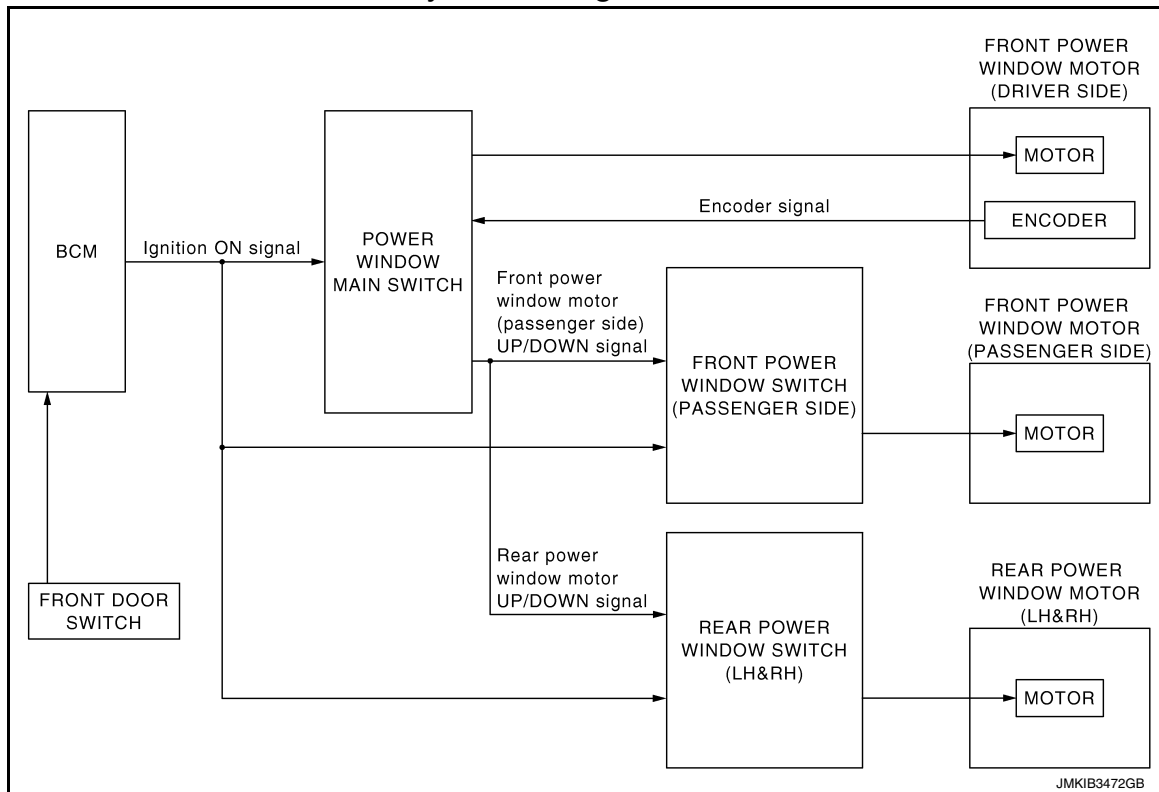 FRONT POWER
WINDOW MOTOR
(DRIVER SIDE)
MOTOR
Encoder signal
ENCODER
BCM
Ignition ON signal
POWER
WINDOW
MAIN SWITCH
Front power
window motor
(passenger side)
UP/DOWN signal
FRONT POWER
WINDOW SWITCH
(PASSENGER SIDE)
FRONT POWER
WINDOW MOTOR
(PASSENGER SIDE)
MOTOR
FRONT DOOR
SWITCH
Rear power
window motor
UP/DOWN signal
REAR POWER
WINDOW SWITCH
(LH&RH)
REAR POWER
WINDOW MOTOR
(LH&RH)
MOTOR
JMKIB3472GB